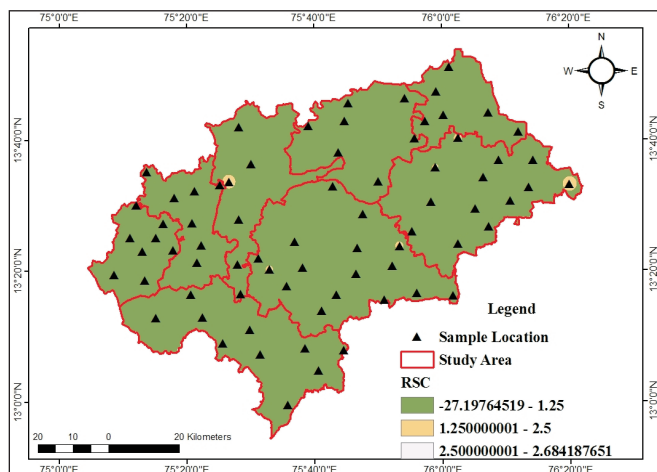 75°0'0"E 75°20'0"E 75°40'0"E 76°0'0"E 76°20'0"E
N
W E
S
13°40'0"N 13°40'0"N
13°20'0"N 13°20'0"N
Legend
Sample Location
Study Area
RSC
13°0'0"N 13°0'0"N
-27.19764519 - 1.25
1.250000001 - 2.5
20 10 0 20 Kilometers
2.500000001 - 2.684187651
75°0'0"E 75°20'0"E 75°40'0"E 76°0'0"E 76°20'0"E